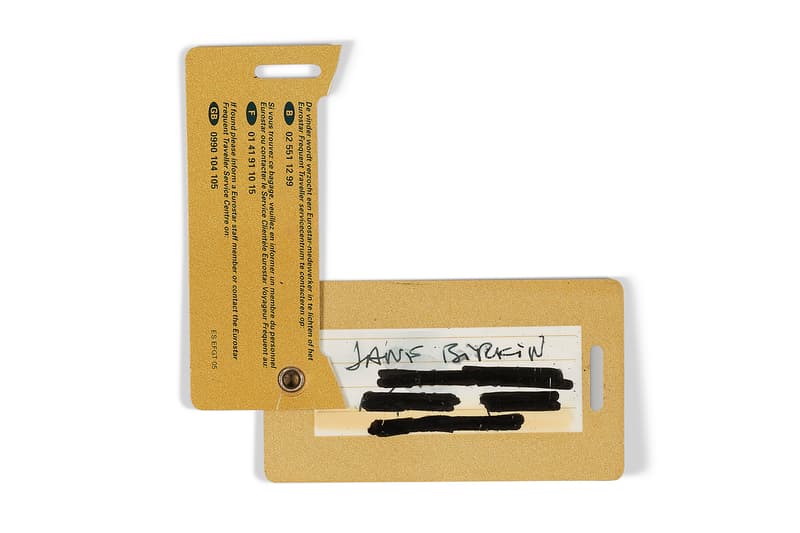 De vinder wordt verzocht een Eurostar-medewerker in te lichten of het
Eurostar Frequent Traveller servicecentrum te contacteren op:
B 02 551 12 99
Si vous trouvez ce bagage, veuillez en informer un membre du personnel
Eurostar ou contacter le Service Clientèle Eurostar Voyageur Frequent au:
F 01 41 91 10 15
If found please inform a Eurostar staff member or contact the Eurostar
Frequent Traveller Service Centre on:
GB 0990 104 105
ES EFGT 05
JANE BIRKIN